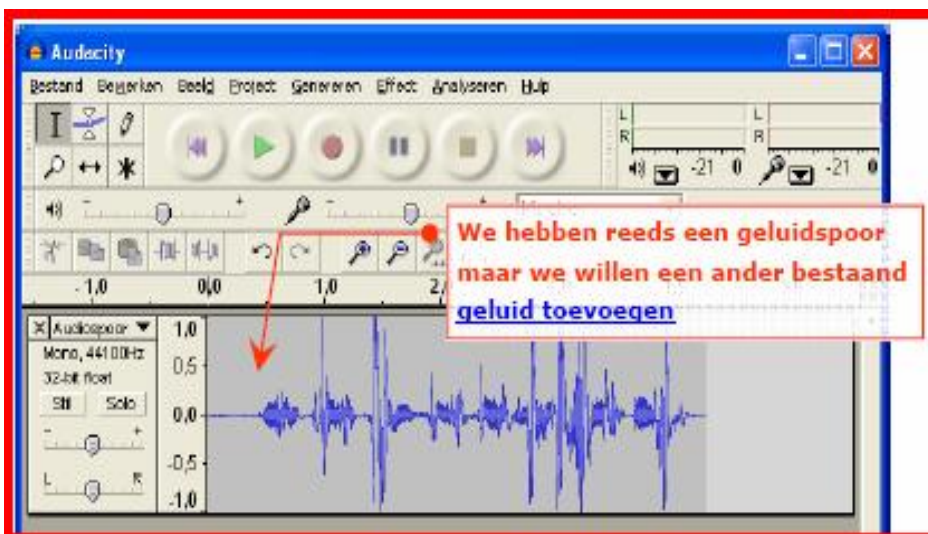 Audacity
Bestand Bewerken Beeld Project Genereren Effect Analyseren Hulp
L L
R R
-21 0 -21 0
- +
- +
We hebben reeds een geluidspoor
maar we willen een ander bestaand
geluid toevoegen
- 1,0 0,0 1,0 2,
X Audiospoor 1,0
Mono, 44100Hz
32-bit float
0,5
Stil Solo
0,0
- +
-0,5
L R
-1,0